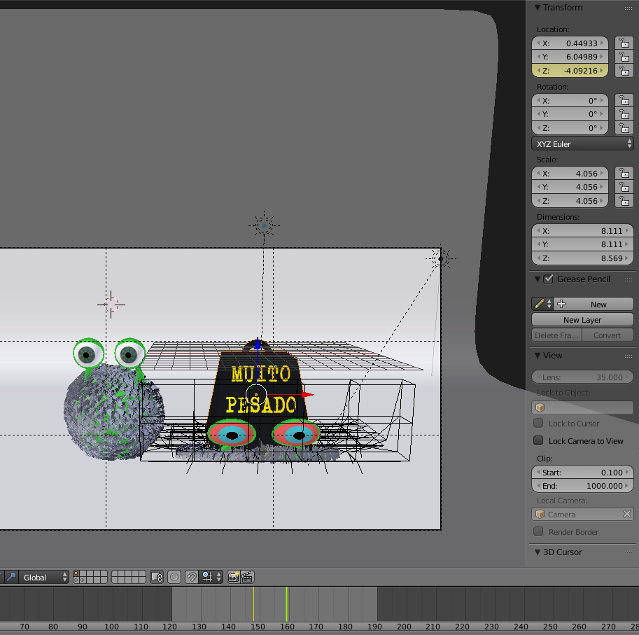 Transform
Location:
X: 0.44933
Y: 6.04989
Z: -4.09216
Rotation:
X: 0°
Y: 0°
Z: 0°
XYZ Euler
Scale:
X: 4.056
Y: 4.056
Z: 4.056
Dimensions:
X: 8.111
Y: 8.111
Z: 8.569
Grease Pencil
New
New Layer
Delete Fra... Convert
View
Lens: 35.000
Lock to Object:
Lock to Cursor
Lock Camera to View
Clip:
Start: 0.100
End: 1000.000
Local Camera:
Camera
Render Border
3D Cursor
MUITO
PESADO
Global
70 80 90 100 110 120 130 140 150 160 170 180 190 200 210 220 230 240 250 260 270